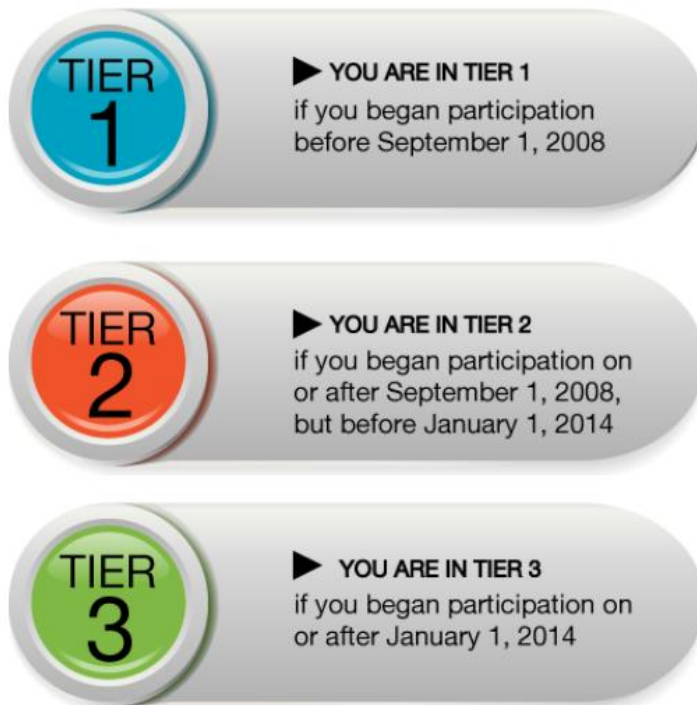 TIER
1
▶ YOU ARE IN TIER 1
if you began participation
before September 1, 2008
TIER
2
▶ YOU ARE IN TIER 2
if you began participation on
or after September 1, 2008,
but before January 1, 2014
TIER
3
▶ YOU ARE IN TIER 3
if you began participation on
or after January 1, 2014